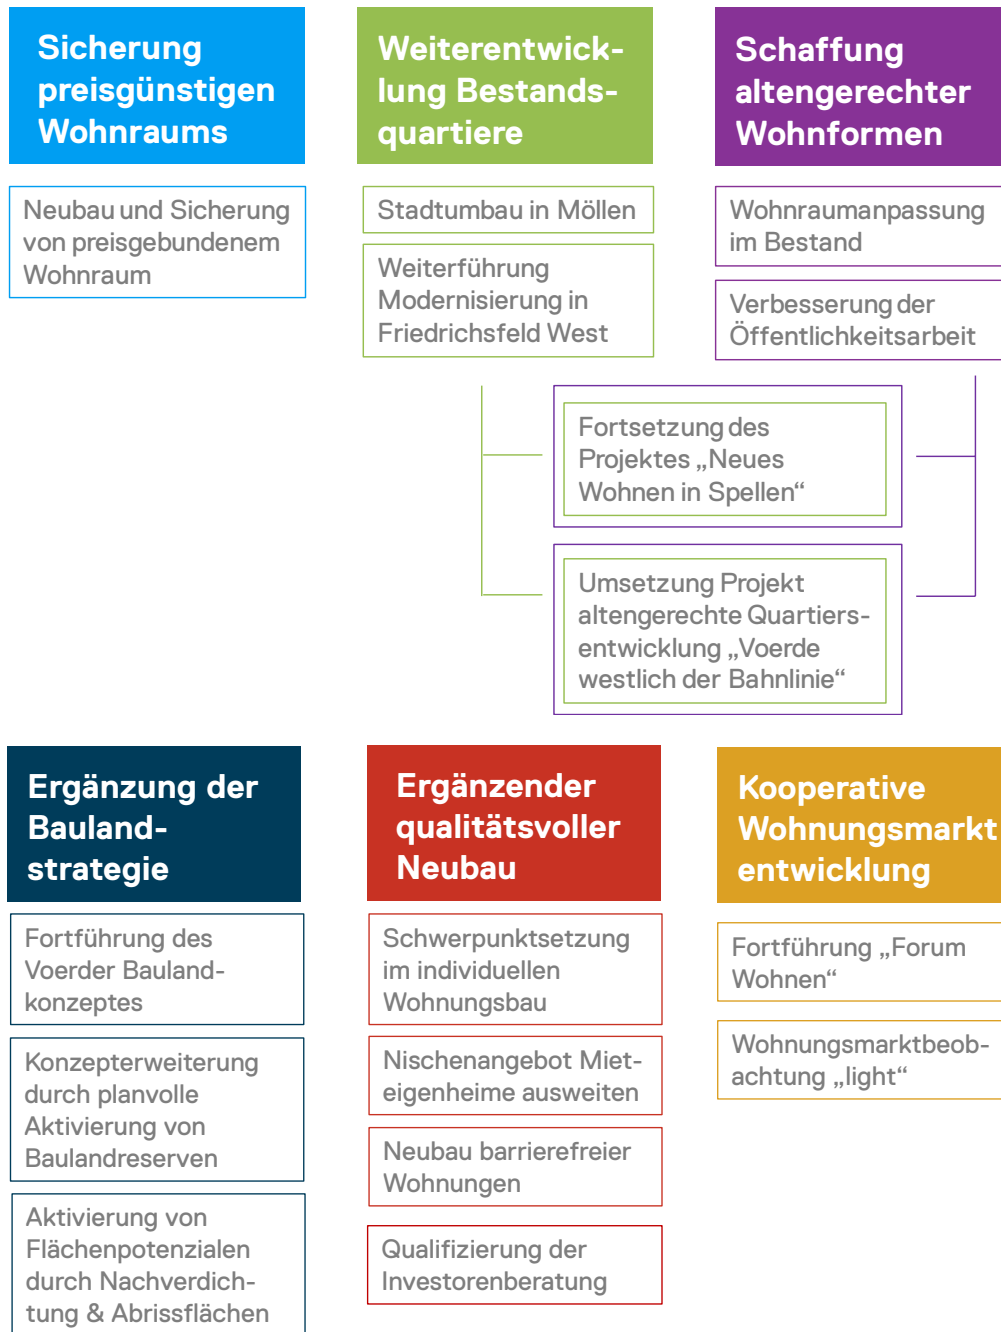 Sicherung
preisgünstigen
Wohnraums
Neubau und Sicherung
von preisgebundenem
Wohnraum
Weiterentwick-
lung Bestands-
quartiere
Stadtumbau in Möllen
Weiterführung
Modernisierung in
Friedrichsfeld West
Schaffung
altengerechter
Wohnformen
Wohnraumanpassung
im Bestand
Verbesserung der
Öffentlichkeitsarbeit
Fortsetzung des
Projektes „Neues
Wohnen in Spellen“
Umsetzung Projekt
altengerechte Quartiers-
entwicklung „Voerde
westlich der Bahnlinie“
Ergänzung der
Bauland-
strategie
Fortführung des
Voerder Bauland-
konzeptes
Konzepterweiterung
durch planvolle
Aktivierung von
Baulandreserven
Aktivierung von
Flächenpotenzialen
durch Nachverdich-
tung & Abrissflächen
Ergänzender
qualitätsvoller
Neubau
Schwerpunktsetzung
im individuellen
Wohnungsbau
Nischenangebot Miet-
eigenheime ausweiten
Neubau barrierefreier
Wohnungen
Qualifizierung der
Investorenberatung
Kooperative
Wohnungsmarkt
entwicklung
Fortführung „Forum
Wohnen“
Wohnungsmarktbeob-
achtung „light“